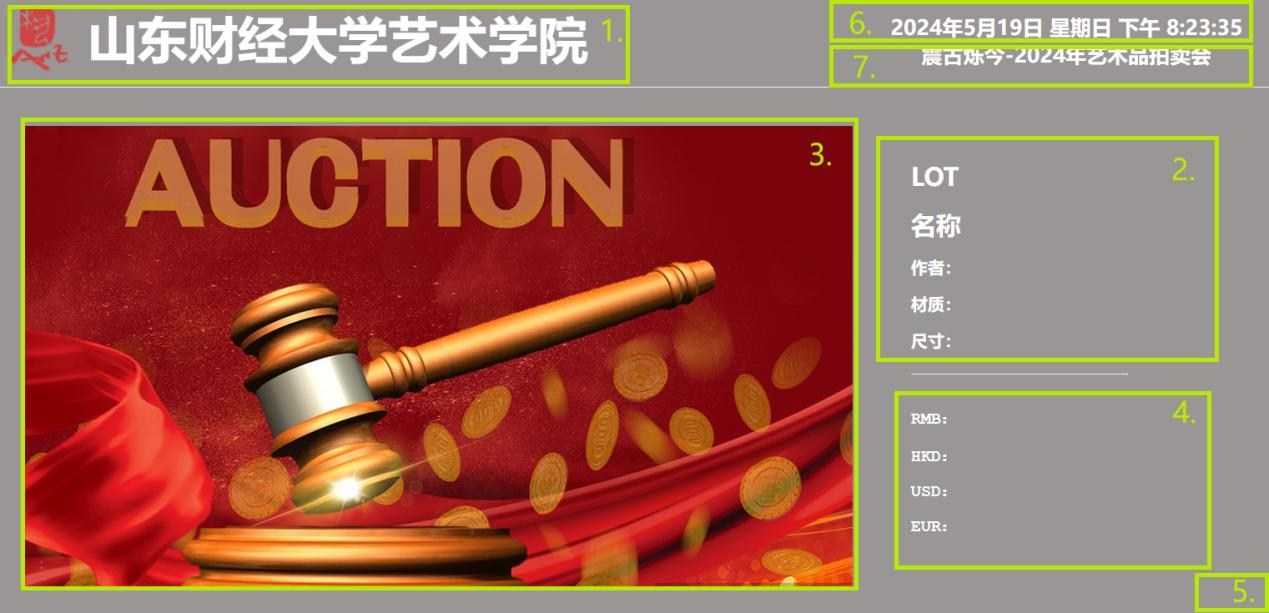 山东财经大学艺术学院
1.
6.
2024年5月19日 星期日 下午 8:23:35
7.
震古烁今-2024年艺术品拍卖会
AUCTION
3.
2.
LOT
名称
作者：
材质：
尺寸：
4.
RMB:
HKD:
USD:
EUR:
5.